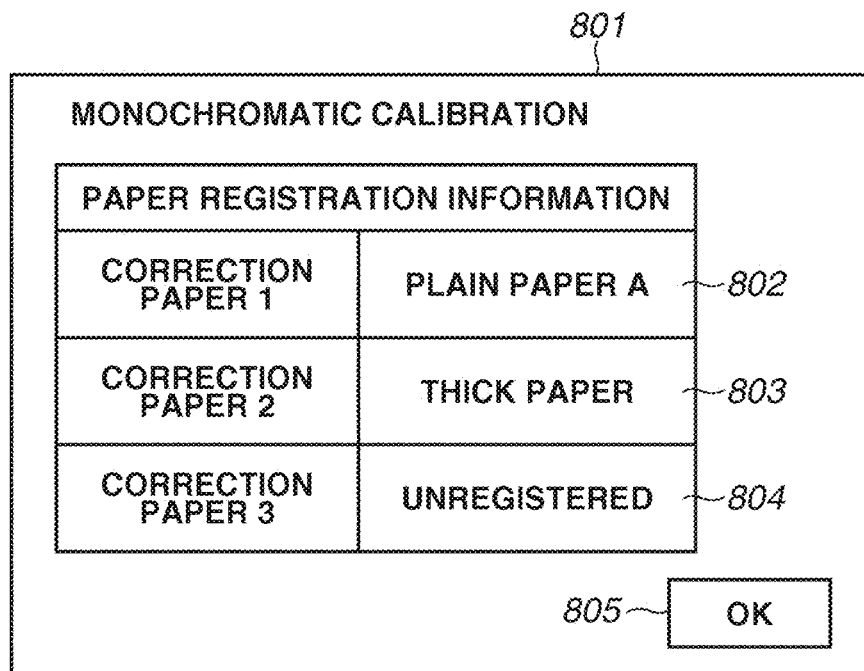 801
MONOCHROMATIC CALIBRATION
PAPER REGISTRATION INFORMATION
CORRECTION
PAPER 1
PLAIN PAPER A
802
CORRECTION
PAPER 2
THICK PAPER
803
CORRECTION
PAPER 3
UNREGISTERED
804
805
OK